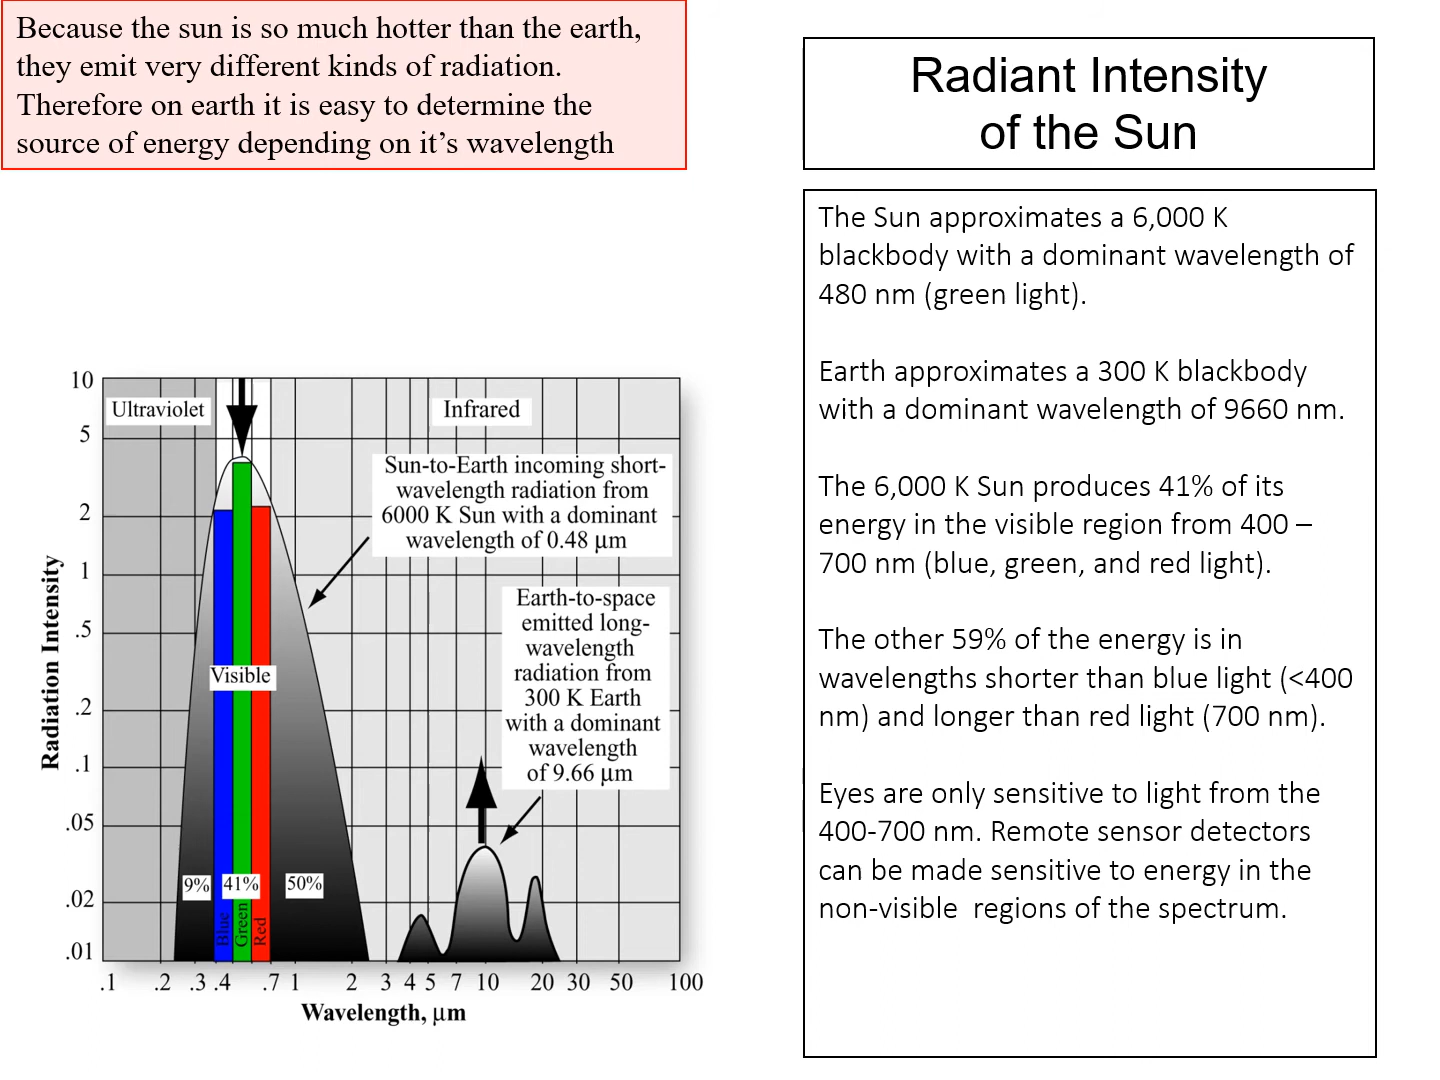 Because the sun is so much hotter than the earth,
they emit very different kinds of radiation.
Therefore on earth it is easy to determine the
source of energy depending on it’s wavelength
Radiant Intensity
of the Sun
The Sun approximates a 6,000 K
blackbody with a dominant wavelength of
480 nm (green light).
Earth approximates a 300 K blackbody
with a dominant wavelength of 9660 nm.
The 6,000 K Sun produces 41% of its
energy in the visible region from 400 –
700 nm (blue, green, and red light).
The other 59% of the energy is in
wavelengths shorter than blue light (<400
nm) and longer than red light (700 nm).
Eyes are only sensitive to light from the
400-700 nm. Remote sensor detectors
can be made sensitive to energy in the
non-visible  regions of the spectrum.
Radiation Intensity
10
5
2
1
.5
.2
.1
.05
.02
.01
Ultraviolet
Infrared
Sun-to-Earth incoming short-
wavelength radiation from
6000 K Sun with a dominant
wavelength of 0.48 µm
Earth-to-space
emitted long-
wavelength
radiation from
300 K Earth
with a dominant
wavelength
of 9.66 µm
Visible
9% 41% 50%
Blue
Green
Red
.1 .2 .3 .4 .7 1 2 3 4 5 7 10 20 30 50 100
Wavelength, µm